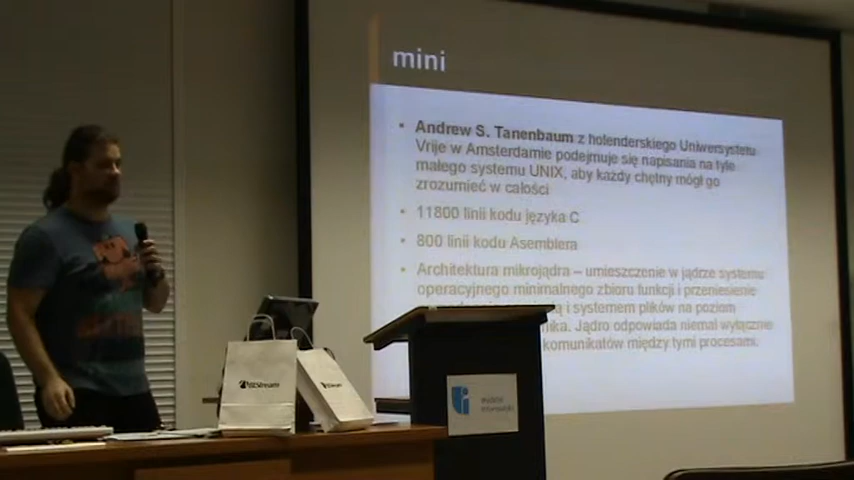 mini
• Andrew S. Tanenbaum z holenderskiego Uniwersystetu
Vrije w Amsterdamie podejmuje się napisania na tyle
małego systemu UNIX, aby każdy chętny mógł go
zrozumieć w całości
• 11800 linii kodu języka C
• 800 linii kodu Asemblera
• Architektura mikrojądra – umieszczenie w jądrze systemu
operacyjnego minimalnego zbioru funkcji i przeniesienie
i systemem plików na poziom
Jądro odpowiada niemal wyłącznie
komunikatów między tymi procesami.